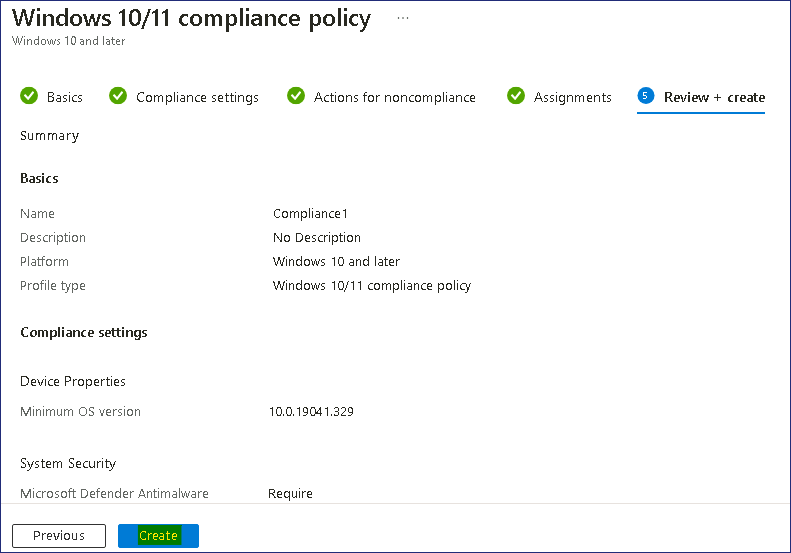 Windows 10/11 compliance policy ...
Windows 10 and later
Basics Compliance settings Actions for noncompliance Assignments 5 Review + create
Summary
Basics
Name Compliance1
Description No Description
Platform Windows 10 and later
Profile type Windows 10/11 compliance policy
Compliance settings
Device Properties
Minimum OS version 10.0.19041.329
System Security
Microsoft Defender Antimalware Require
Previous Create